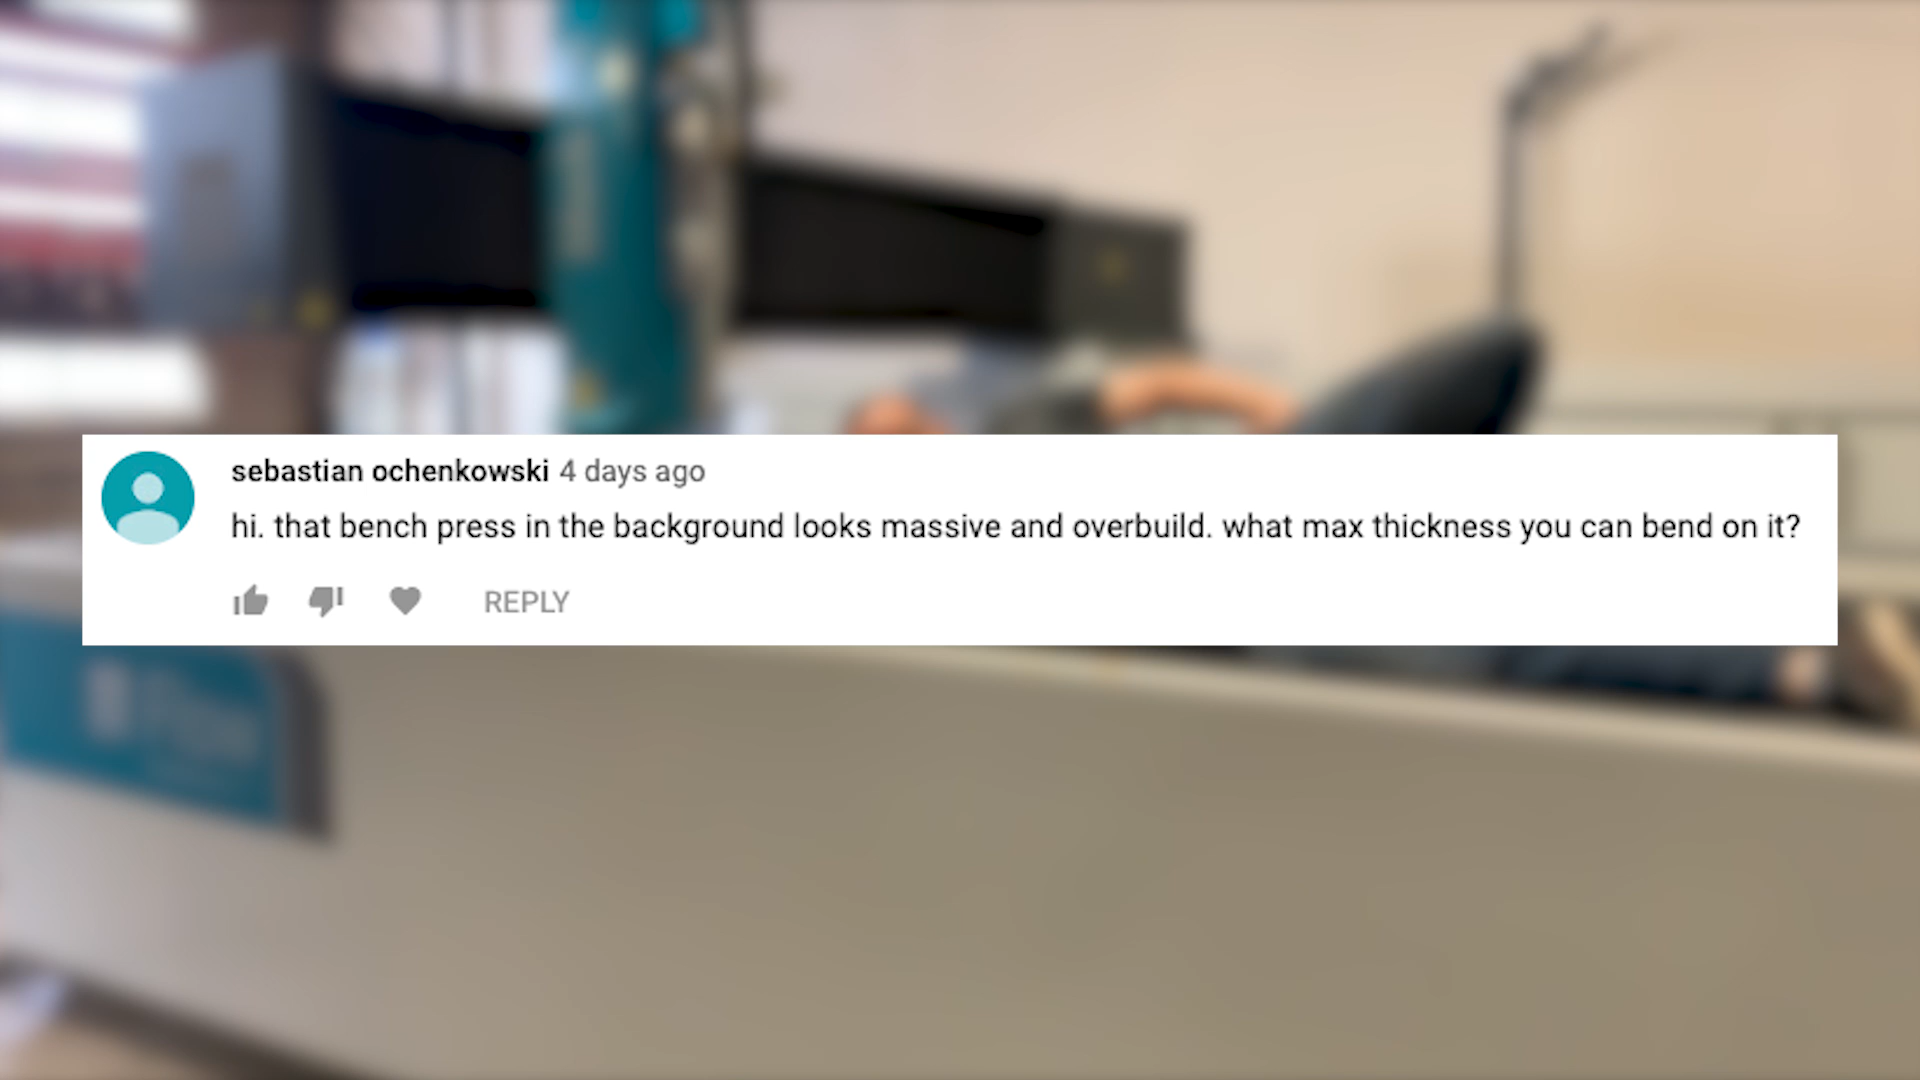 sebastian ochenkowski 4 days ago
hi. that bench press in the background looks massive and overbuild. what max thickness you can bend on it?
REPLY